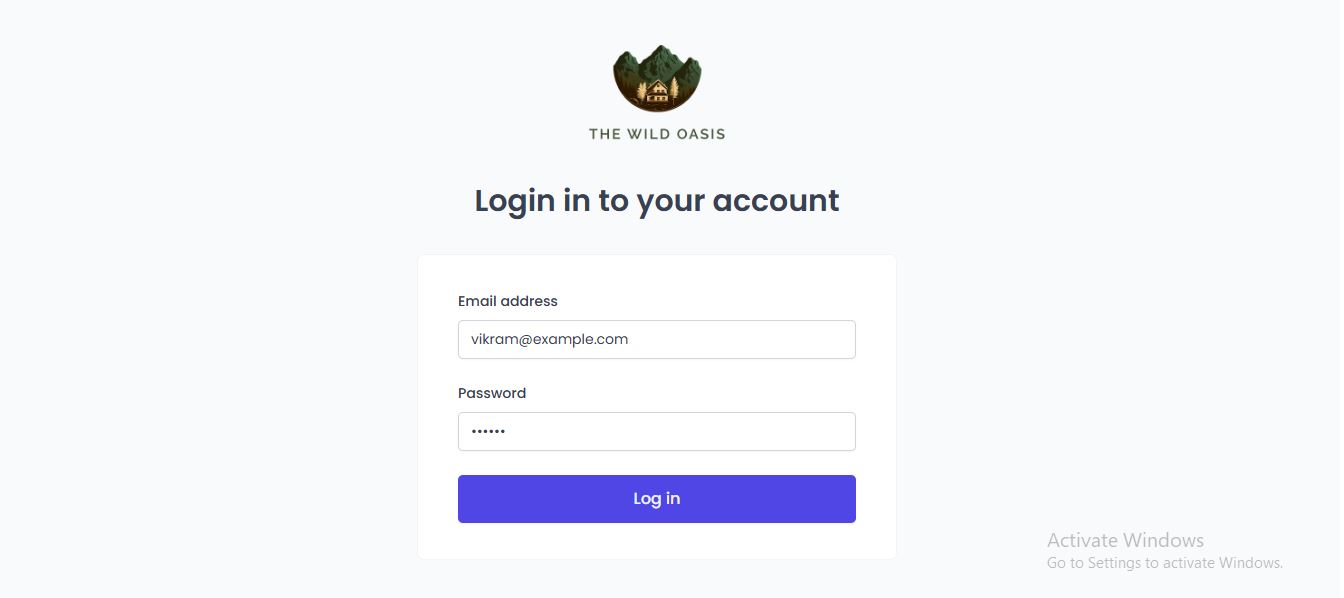 THE WILD OASIS
Login in to your account
Email address
vikram@example.com
Password
••••••
Log in
Activate Windows
Go to Settings to activate Windows.